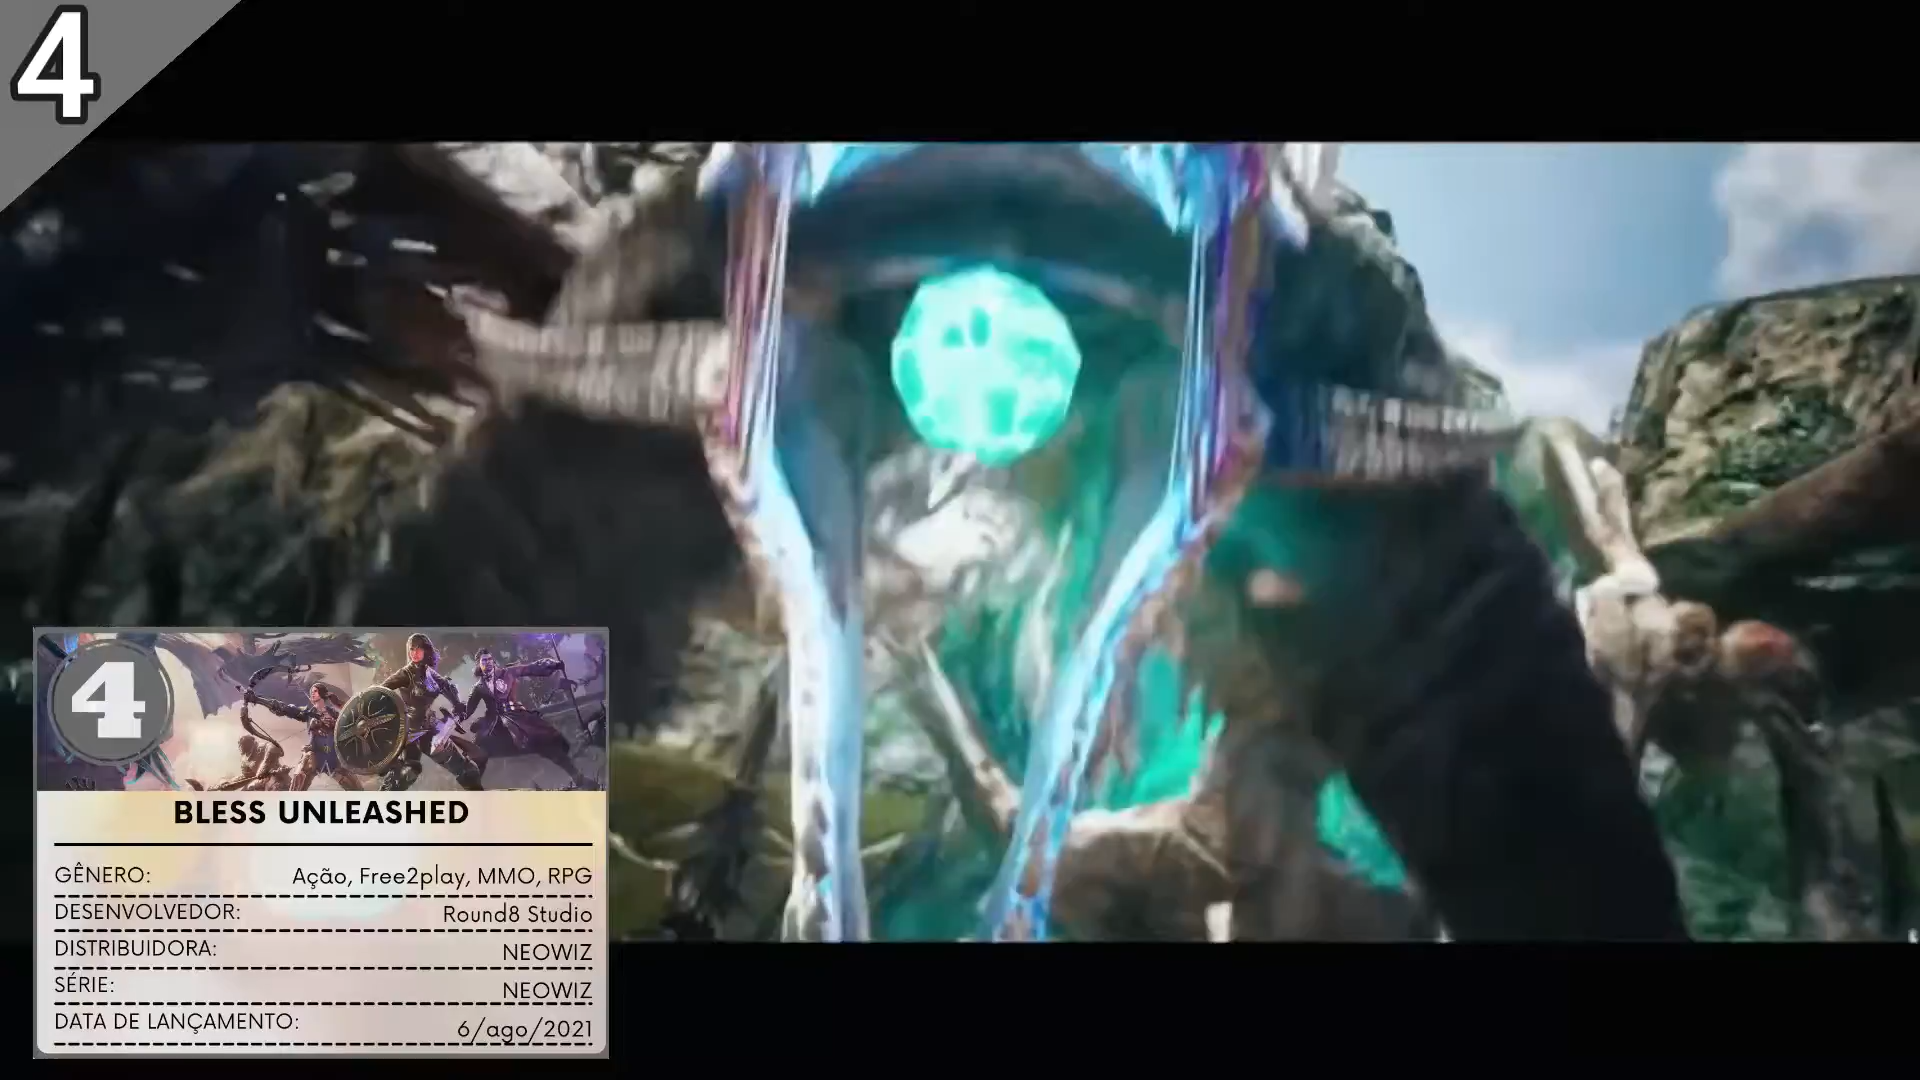 4
4
BLESS UNLEASHED
GÊNERO: Ação, Free2play, MMO, RPG
DESENVOLVEDOR: Round8 Studio
DISTRIBUIDORA: NEOWIZ
SÉRIE: NEOWIZ
DATA DE LANÇAMENTO: 6/ago/2021